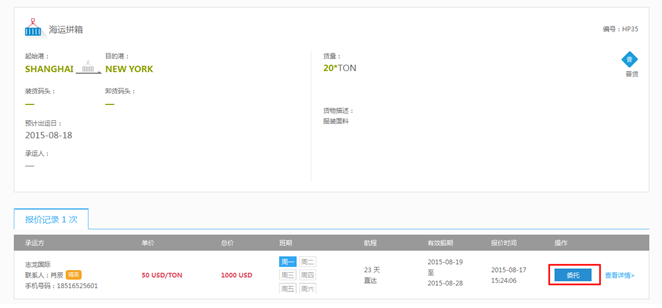 海运拼箱
编号：HP35
起始港：
目的港：
SHANGHAI
NEW YORK
货量：
20*TON
普
普货
装货码头：
卸货码头：
—
—
货物描述：
服装面料
预计出运日：
2015-08-18
承运人：
—
报价记录 1 次
承运方 单价 总价 班期 航程 有效船期 报价时间 操作
志龙国际
联系人：肖辰
手机号码：18516525601
50 USD/TON
1000 USD
周一 周二
周三 周四
周五 周六
23 天
直达
2015-08-19
至
2015-08-28
2015-08-17
15:24:06
委托
查看详情>